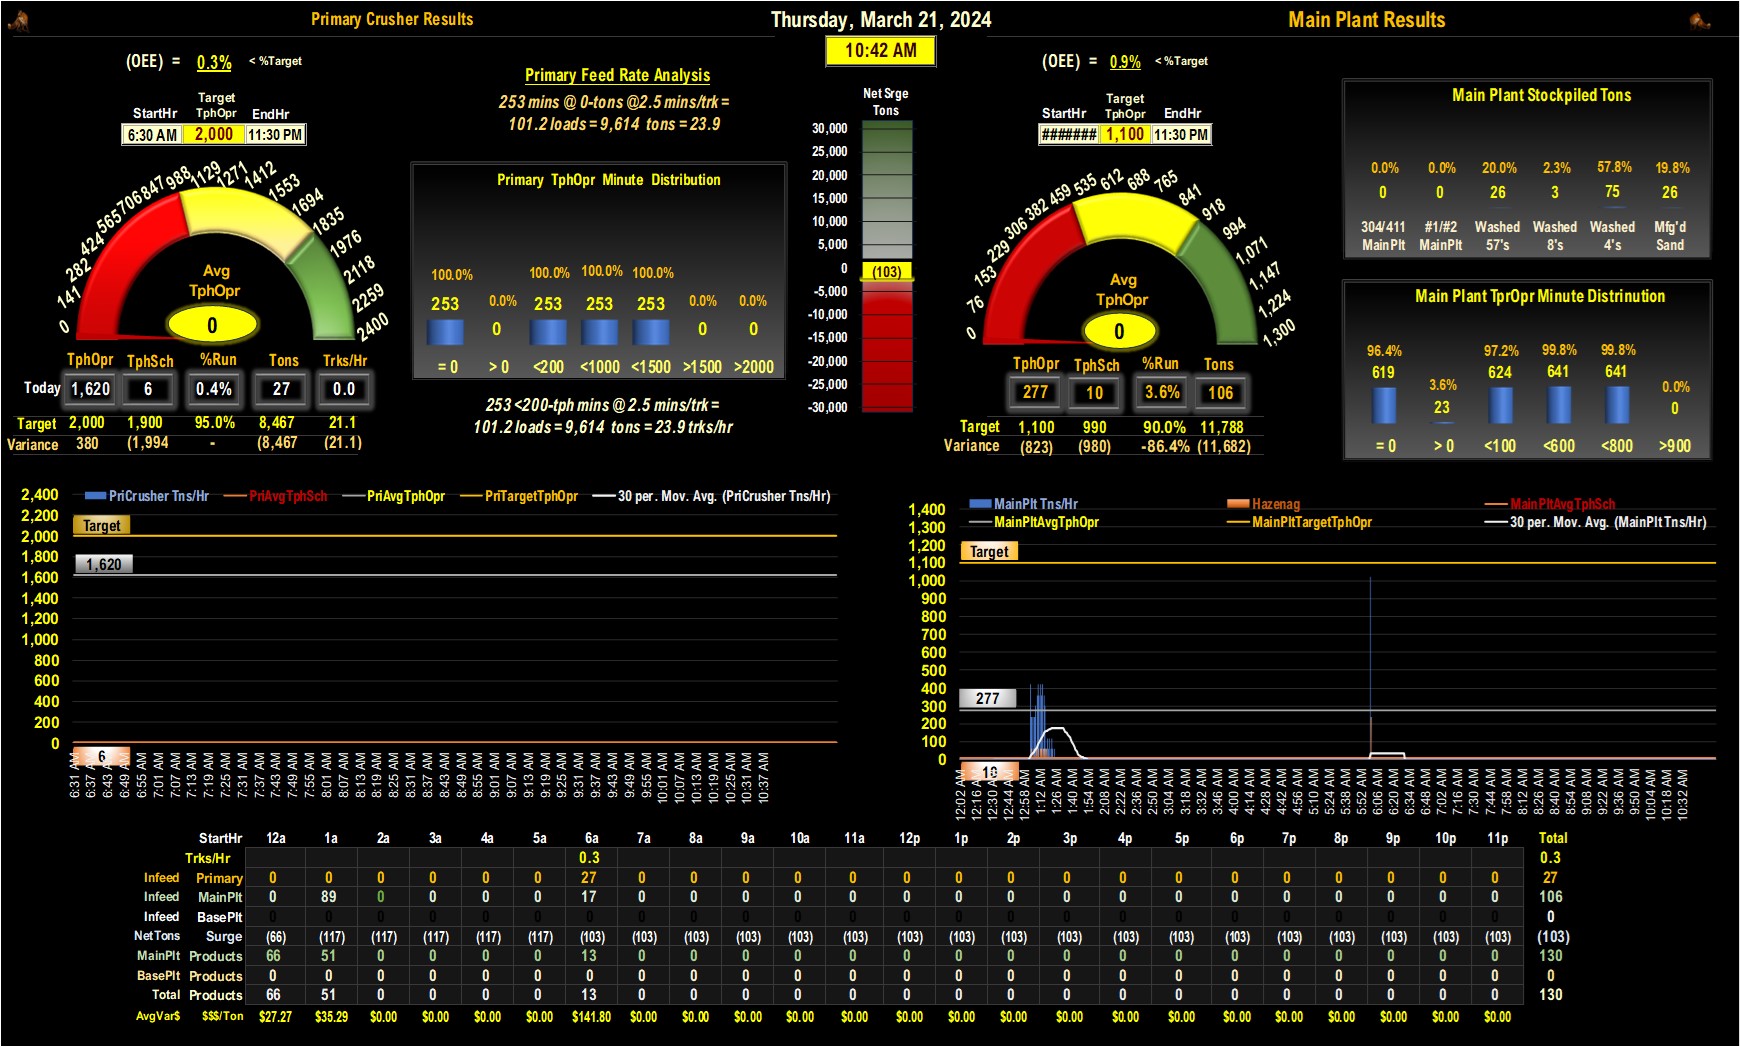 Primary Crusher Results
Thursday, March 21, 2024
Main Plant Results
10:42 AM
(OEE) = 0.3% < %Target
Target
StartHr TphOpr EndHr
6:30 AM 2,000 11:30 PM
0 141 282 424 565 706 847 988 1129 1271 1412 1553 1694 1835 1976 2118 2259 2400
Avg
TphOpr
0
TphOpr TphSch %Run Tons Trks/Hr
Today 1,620 6 0.4% 27 0.0
Target 2,000 1,900 95.0% 8,467 21.1
Variance 380 (1,994 - (8,467 (21.1)
Primary Feed Rate Analysis
253 mins @ 0-tons @2.5 mins/trk =
101.2 loads = 9,614 tons = 23.9
Primary TphOpr Minute Distribution
100.0% 0.0% 100.0% 100.0% 100.0% 0.0% 0.0%
253 0 253 253 253 0 0
= 0 > 0 <200 <1000 <1500 >1500 >2000
253 <200-tph mins @ 2.5 mins/trk =
101.2 loads = 9,614 tons = 23.9 trks/hr
Net Srge
Tons
30,000
25,000
20,000
15,000
10,000
5,000
0
(103)
-5,000
-10,000
-15,000
-20,000
-25,000
-30,000
(OEE) = 0.9% < %Target
Target
StartHr TphOpr EndHr
####### 1,100 11:30 PM
0 76 153 229 306 382 459 535 612 688 765 841 918 994 1,071 1,147 1,224 1,300
Avg
TphOpr
0
TphOpr TphSch %Run Tons
277 10 3.6% 106
Target 1,100 990 90.0% 11,788
Variance (823) (980) -86.4% (11,682)
Main Plant Stockpiled Tons
0.0% 0.0% 20.0% 2.3% 57.8% 19.8%
0 0 26 3 75 26
304/411 #1/#2 Washed Washed Washed Mfg'd
MainPlt MainPlt 57's 8's 4's Sand
Main Plant TprOpr Minute Distrinution
96.4% 3.6% 97.2% 99.8% 99.8% 0.0%
619 23 624 641 641 0
= 0 > 0 <100 <600 <800 >900
PriCrusher Tns/Hr PriAvgTphSch PriAvgTphOpr PriTargetTphOpr 30 per. Mov. Avg. (PriCrusher Tns/Hr)
2,400
2,200
Target
2,000
1,800
1,620
1,600
1,400
1,200
1,000
800
600
400
200
0
6
6:31 AM 6:37 AM 6:43 AM 6:49 AM 6:55 AM 7:01 AM 7:07 AM 7:13 AM 7:19 AM 7:25 AM 7:31 AM 7:37 AM 7:43 AM 7:49 AM 7:55 AM 8:01 AM 8:07 AM 8:13 AM 8:19 AM 8:25 AM 8:31 AM 8:37 AM 8:43 AM 8:49 AM 8:55 AM 9:01 AM 9:07 AM 9:13 AM 9:19 AM 9:25 AM 9:31 AM 9:37 AM 9:43 AM 9:49 AM 9:55 AM 10:01 AM 10:07 AM 10:13 AM 10:19 AM 10:25 AM 10:31 AM 10:37 AM
MainPlt Tns/Hr Hazenag MainPltAvgTphSch
MainPltAvgTphOpr MainPltTargetTphOpr 30 per. Mov. Avg. (MainPlt Tns/Hr)
1,400
1,300
1,200
Target
1,100
1,000
900
800
700
600
500
400
277
300
200
100
0
10
12:02 AM 12:16 AM 12:30 AM 12:44 AM 12:58 AM 1:12 AM 1:26 AM 1:40 AM 1:54 AM 2:08 AM 2:22 AM 2:36 AM 2:50 AM 3:04 AM 3:18 AM 3:32 AM 3:46 AM 4:00 AM 4:14 AM 4:28 AM 4:42 AM 4:56 AM 5:10 AM 5:24 AM 5:38 AM 5:52 AM 6:06 AM 6:20 AM 6:34 AM 6:48 AM 7:02 AM 7:16 AM 7:30 AM 7:44 AM 7:58 AM 8:12 AM 8:26 AM 8:40 AM 8:54 AM 9:08 AM 9:22 AM 9:36 AM 9:50 AM 10:04 AM 10:18 AM 10:32 AM
StartHr 12a 1a 2a 3a 4a 5a 6a 7a 8a 9a 10a 11a 12p 1p 2p 3p 4p 5p 6p 7p 8p 9p 10p 11p Total
Trks/Hr 0.3 0.3
Infeed Primary 0 0 0 0 0 0 27 0 0 0 0 0 0 0 0 0 0 0 0 0 0 0 0 0 27
Infeed MainPlt 0 89 0 0 0 0 17 0 0 0 0 0 0 0 0 0 0 0 0 0 0 0 0 0 106
Infeed BasePlt 0 0 0 0 0 0 0 0 0 0 0 0 0 0 0 0 0 0 0 0 0 0 0 0 0
NetTons Surge (66) (117) (117) (117) (117) (117) (103) (103) (103) (103) (103) (103) (103) (103) (103) (103) (103) (103) (103) (103) (103) (103) (103) (103) (103)
MainPlt Products 66 51 0 0 0 0 13 0 0 0 0 0 0 0 0 0 0 0 0 0 0 0 0 0 130
BasePlt Products 0 0 0 0 0 0 0 0 0 0 0 0 0 0 0 0 0 0 0 0 0 0 0 0 0
Total Products 66 51 0 0 0 0 13 0 0 0 0 0 0 0 0 0 0 0 0 0 0 0 0 0 130
AvgVar$ $$$/Ton $27.27 $35.29 $0.00 $0.00 $0.00 $0.00 $141.80 $0.00 $0.00 $0.00 $0.00 $0.00 $0.00 $0.00 $0.00 $0.00 $0.00 $0.00 $0.00 $0.00 $0.00 $0.00 $0.00 $0.00